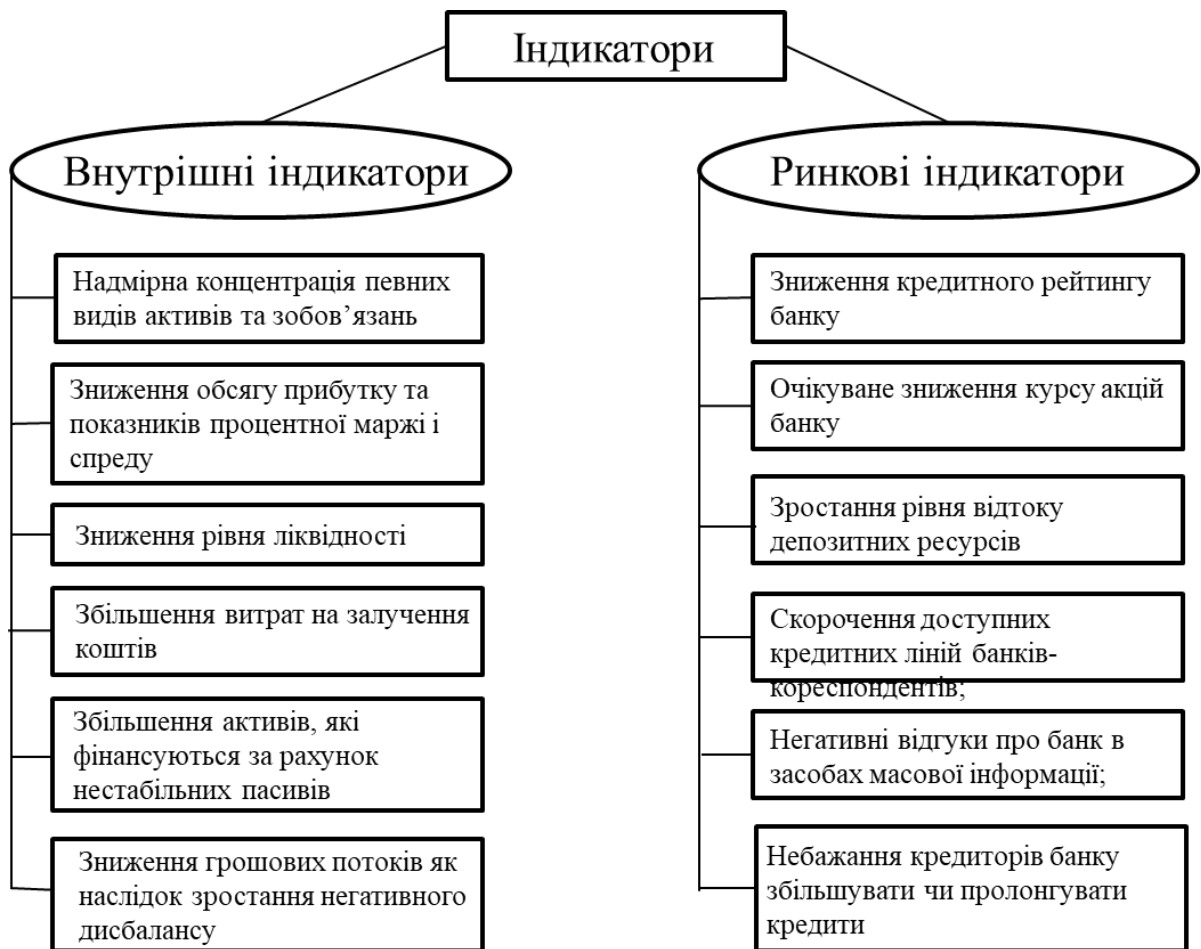 Індикатори
Внутрішні індикатори
Надмірна концентрація певних
видів активів та зобов’язань
Зниження обсягу прибутку та
показників процентної маржі і
спреду
Зниження рівня ліквідності
Збільшення витрат на залучення
коштів
Збільшення активів, які
фінансуються за рахунок
нестабільних пасивів
Зниження грошових потоків як
наслідок зростання негативного
дисбалансу
Ринкові індикатори
Зниження кредитного рейтингу
банку
Очікуване зниження курсу акцій
банку
Зростання рівня відтоку
депозитних ресурсів
Скорочення доступних
кредитних ліній банків-
кореспондентів;
Негативні відгуки про банк в
засобах масової інформації;
Небажання кредиторів банку
збільшувати чи пролонгувати
кредити